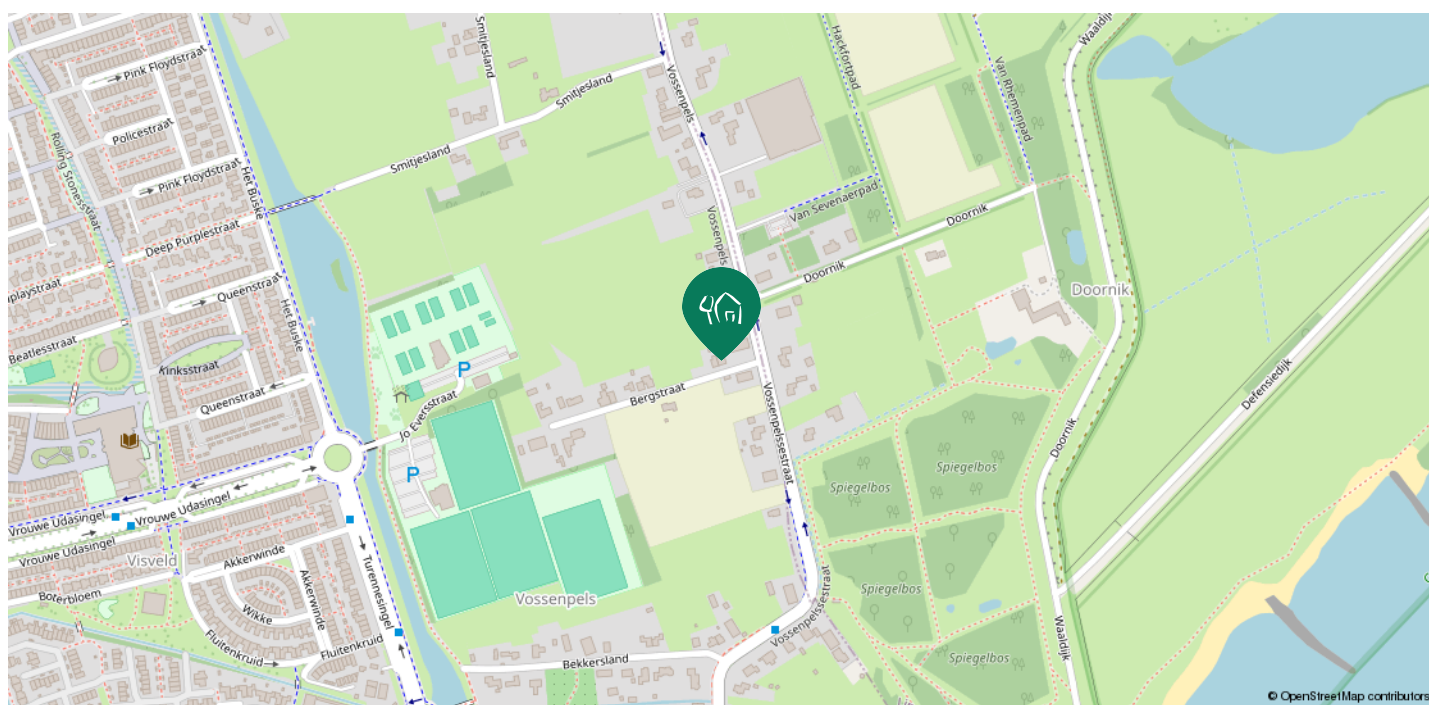 Pink Floydstraat
Smitjesland
Vossenpels
Hackfortpad
Van Rhemenpad
Waaldijk
Policestraat
Rolling Stonesstraat
Smitjesland
Smitjesland
Pink Floydstraat
Het Buske
Van Sevenaerpad
Doornik
Deep Purplestraat
Vossenpels
Doornik
Queenstraat
Doornik
Het Buske
Beatlesstraat
P
Queenstraat
Bergstraat
Defensiedijk
Jo Eversstraat
Vossenpelssestraat
Doornik
P
Spiegelbos
Spiegelbos
Vrouwe Udasingel
Vrouwe Udasingel
Vrouwe Udasingel
Visveld
Akkerwinde
Turennesingel
Boterbloem
Akkerwinde
Wikke
Vossenpels
Spiegelbos
Vossenpelssestraat
Fluitenkruid
Fluitenkruid
Bekkersland
Spiegelbos
Waaldijk
© OpenStreetMap contributors